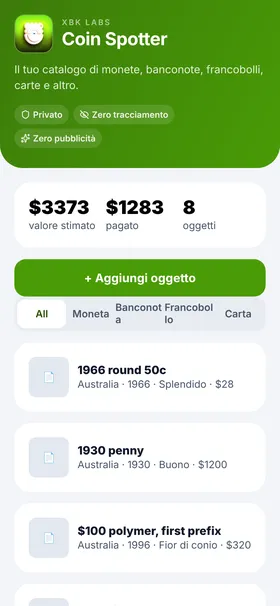 XBK LABS
Coin Spotter
Il tuo catalogo di monete, banconote, francobolli,
carte e altro.
Privato
Zero tracciamento
Zero pubblicità
$3373 $1283 8
valore stimato pagato oggetti
+ Aggiungi oggetto
All Moneta Banconot Francobol Carta
a lo
1966 round 50c
Australia · 1966 · Splendido · $28
1930 penny
Australia · 1930 · Buono · $1200
$100 polymer, first prefix
Australia · 1996 · Fior di conio · $320